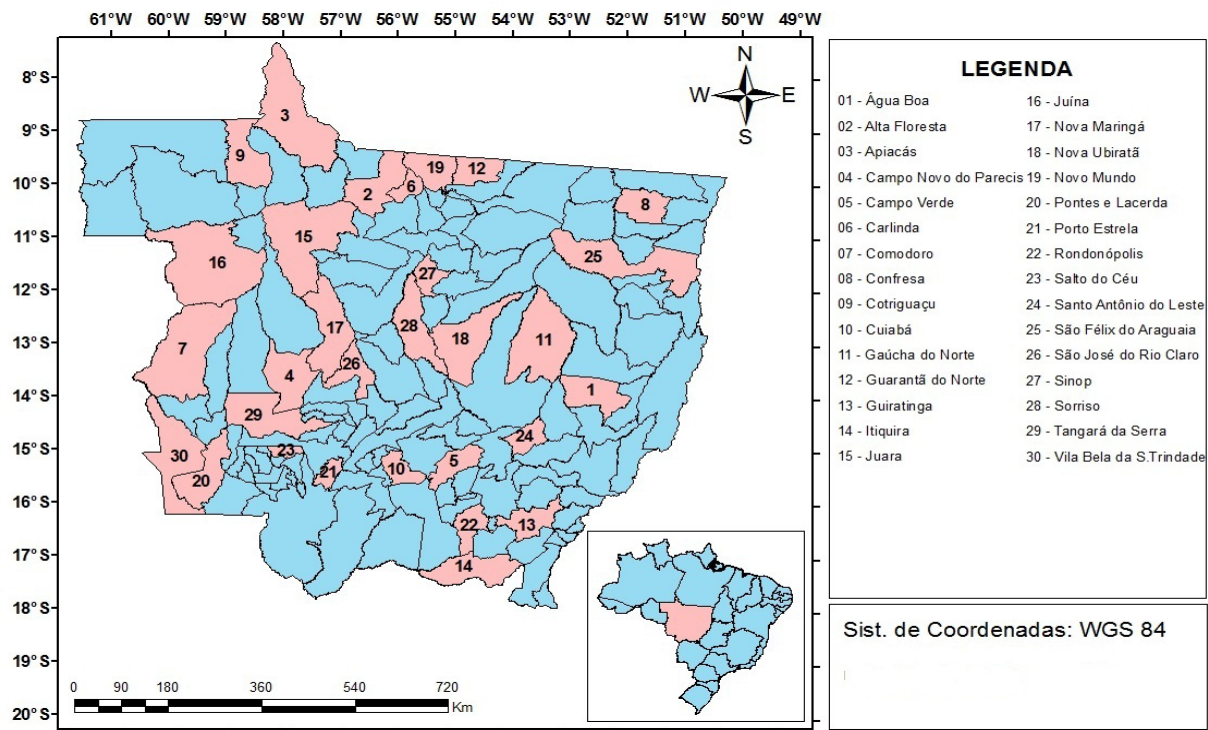 61°W 60°W 59°W 58°W 57°W 56°W 55°W 54°W 53°W 52°W 51°W 50°W 49°W 48°W
8°S
9°S
10°S
11°S
12°S
13°S
14°S
15°S
16°S
17°S
18°S
19°S
20°S
N
W E
S
3
9
19
12
2
6
8
15
16
25
27
17
28
18
11
7
26
4
1
29
24
30
23
5
20
21
10
22
13
14
0 90 180 360 540 720
Km
LEGENDA
01 - Água Boa
02 - Alta Floresta
03 - Apiacás
04 - Campo Novo do Parecis
05 - Campo Verde
06 - Carlinda
07 - Comodoro
08 - Confresa
09 - Cotriguaçu
10 - Cuiabá
11 - Gaúcha do Norte
12 - Guarantã do Norte
13 - Guiratinga
14 - Itiquira
15 - Juara
16 - Juína
17 - Nova Maringá
18 - Nova Ubiratã
19 - Novo Mundo
20 - Pontes e Lacerda
21 - Porto Estrela
22 - Rondonópolis
23 - Salto do Céu
24 - Santo Antônio do Leste
25 - São Félix do Araguaia
26 - São José do Rio Claro
27 - Sinop
28 - Sorriso
29 - Tangará da Serra
30 - Vila Bela da S.Trindade
Sist. de Coordenadas: WGS 84